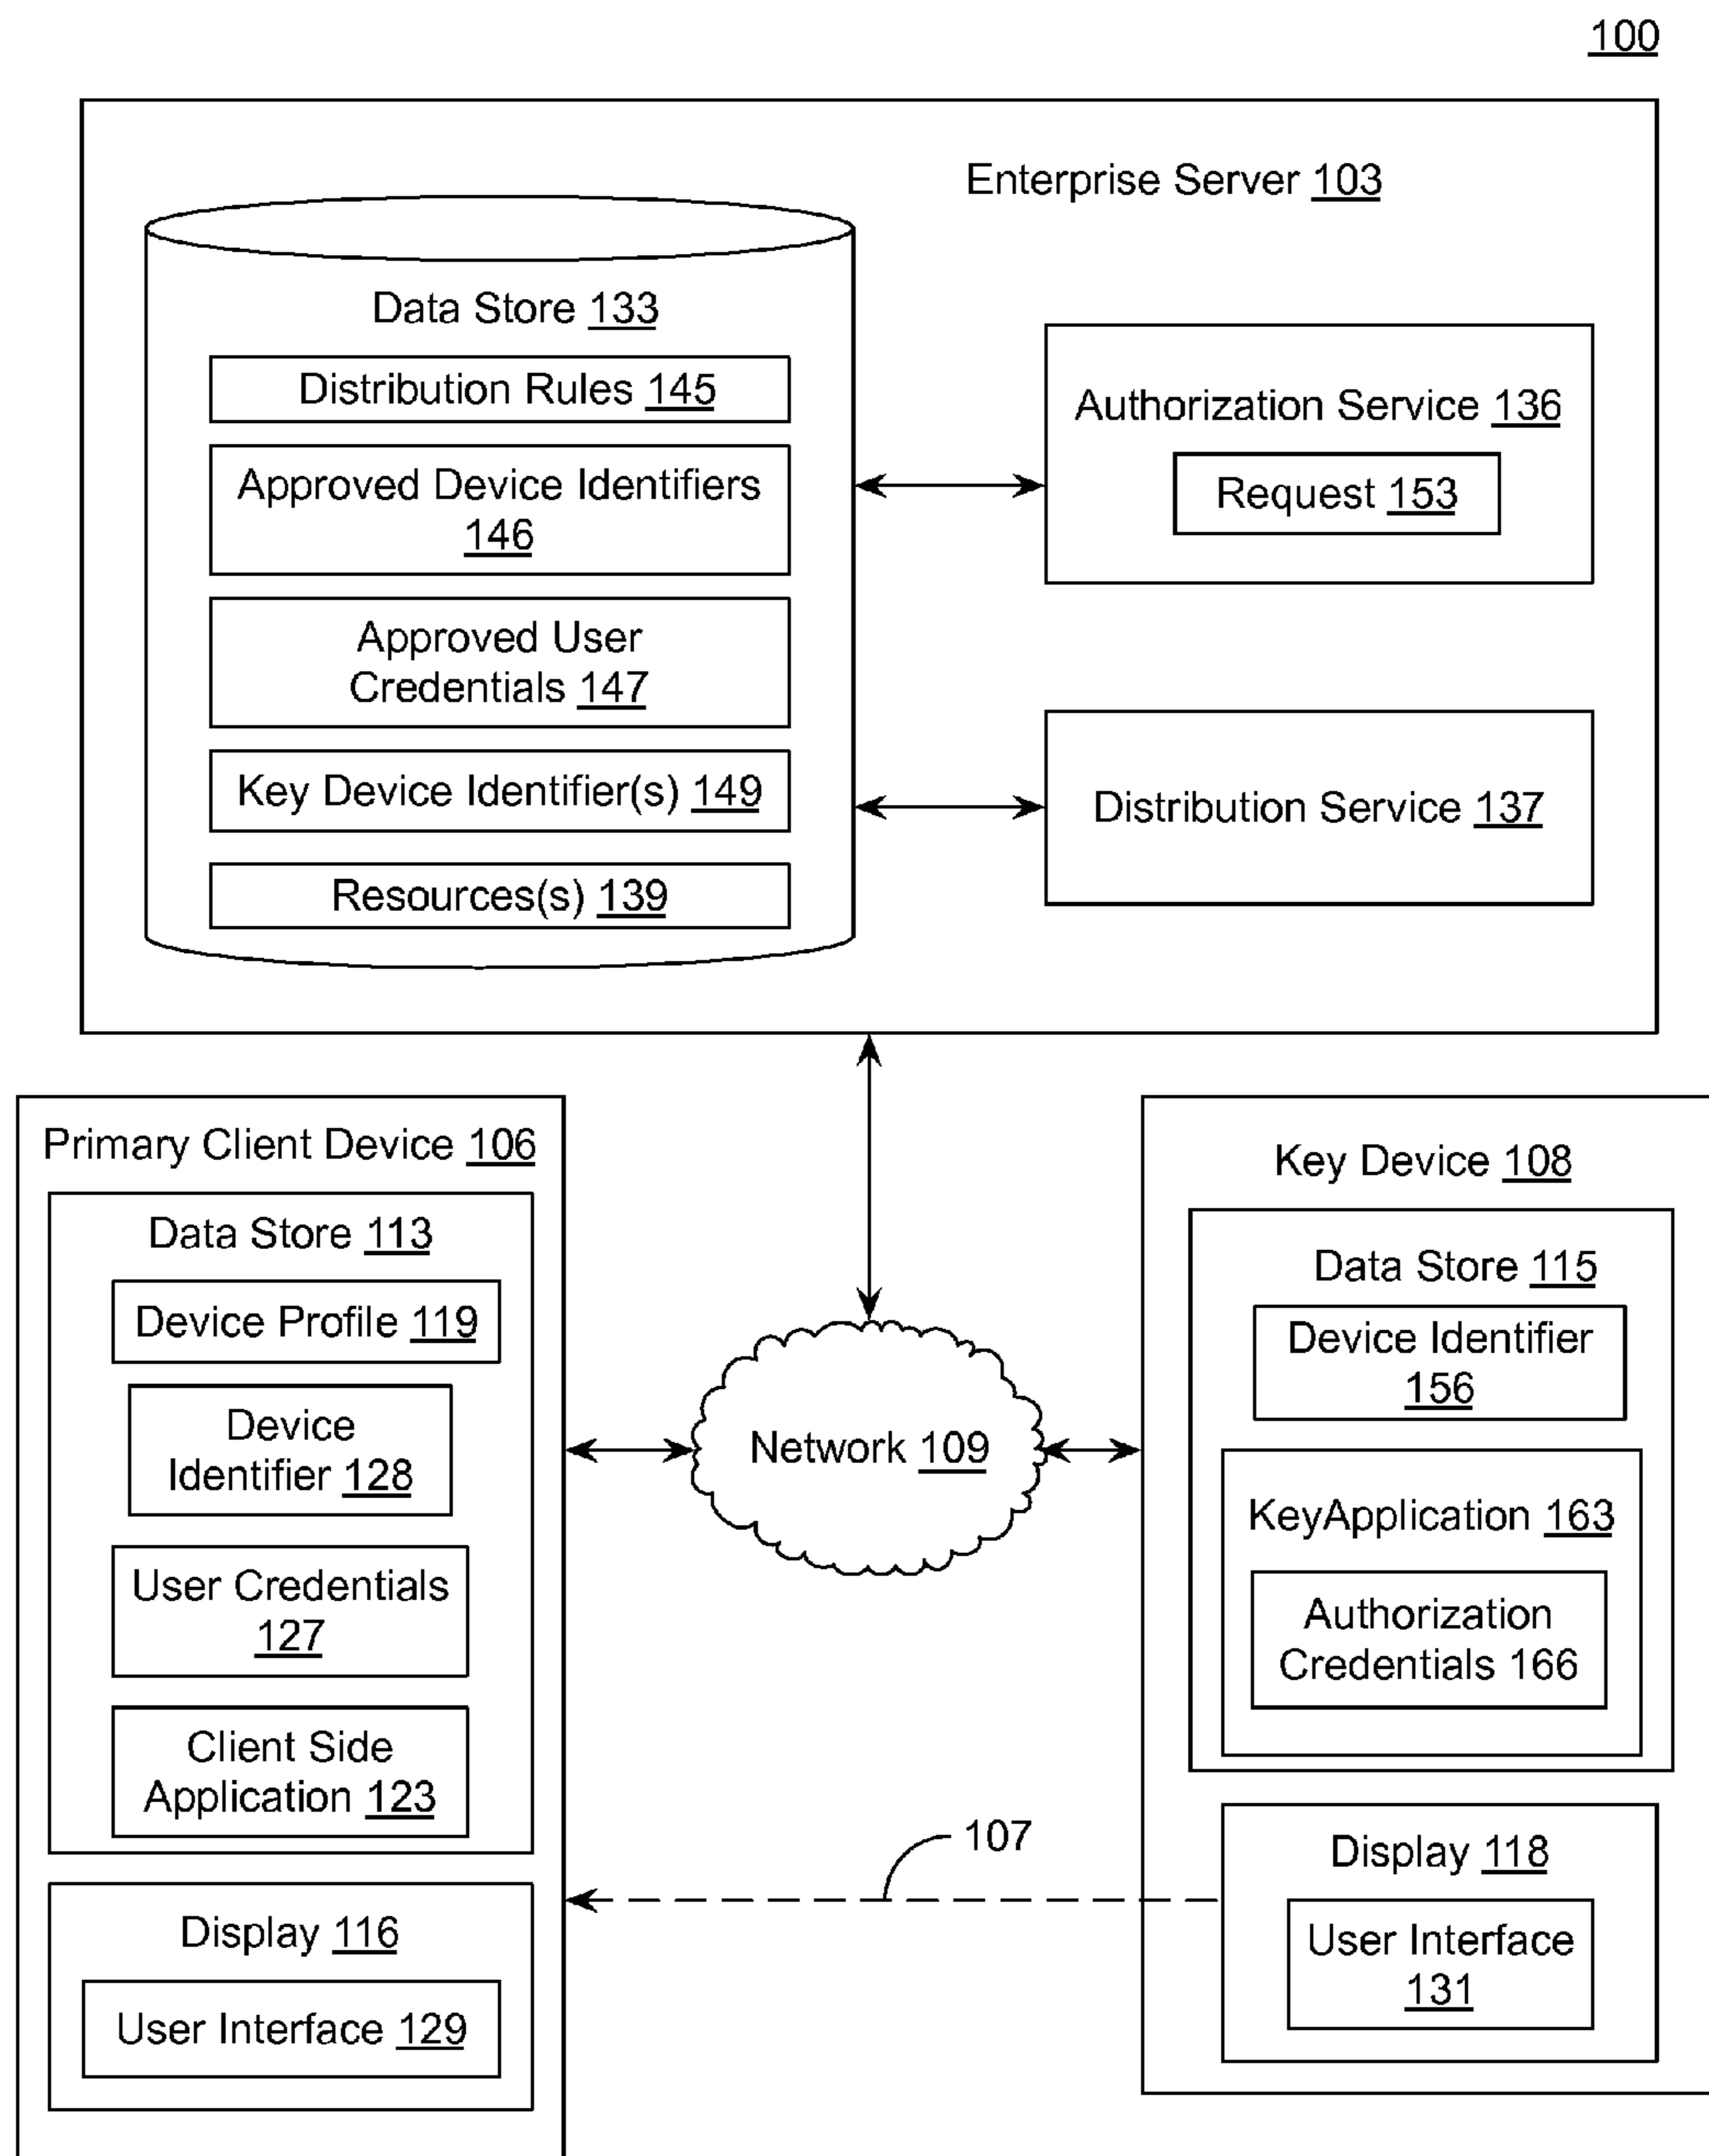 100
Enterprise Server 103
Data Store 133
Distribution Rules 145
Approved Device Identifiers
146
Approved User
Credentials 147
Key Device Identifier(s) 149
Resources(s) 139
Authorization Service 136
Request 153
Distribution Service 137
Primary Client Device 106
Data Store 113
Device Profile 119
Device
Identifier 128
User Credentials
127
Client Side
Application 123
Display 116
User Interface 129
Network 109
107
Key Device 108
Data Store 115
Device Identifier
156
KeyApplication 163
Authorization
Credentials 166
Display 118
User Interface
131